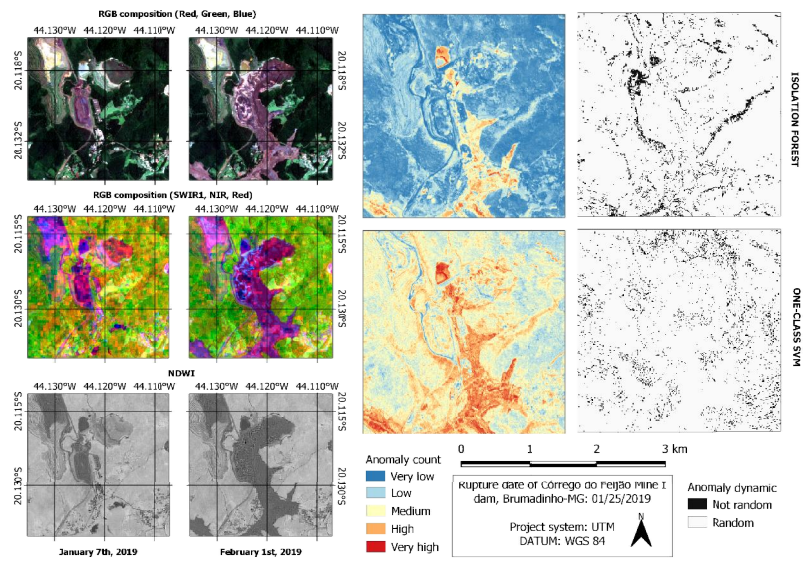 RGB composition (Red, Green, Blue)
44.130°W 44.120°W 44.110°W
44.130°W 44.120°W 44.110°W
20.118°S
20.132°S
20.118°S
20.132°S
RGB composition (SWIR1, NIR, Red)
44.130°W 44.120°W 44.110°W
44.130°W 44.120°W 44.110°W
20.115°S
20.130°S
20.115°S
20.130°S
NDWI
44.130°W 44.120°W 44.110°W
44.130°W 44.120°W 44.110°W
20.115°S
20.130°S
20.115°S
20.130°S
January 7th, 2019
February 1st, 2019
ISOLATION FOREST
ONE-CLASS SVM
Anomaly count
Very low
Low
Medium
High
Very high
0 1 2 3 km
Rupture date of Córrego do Feijão Mine I
dam, Brumadinho-MG: 01/25/2019
Project system: UTM
DATUM: WGS 84
N
Anomaly dynamic
Not random
Random